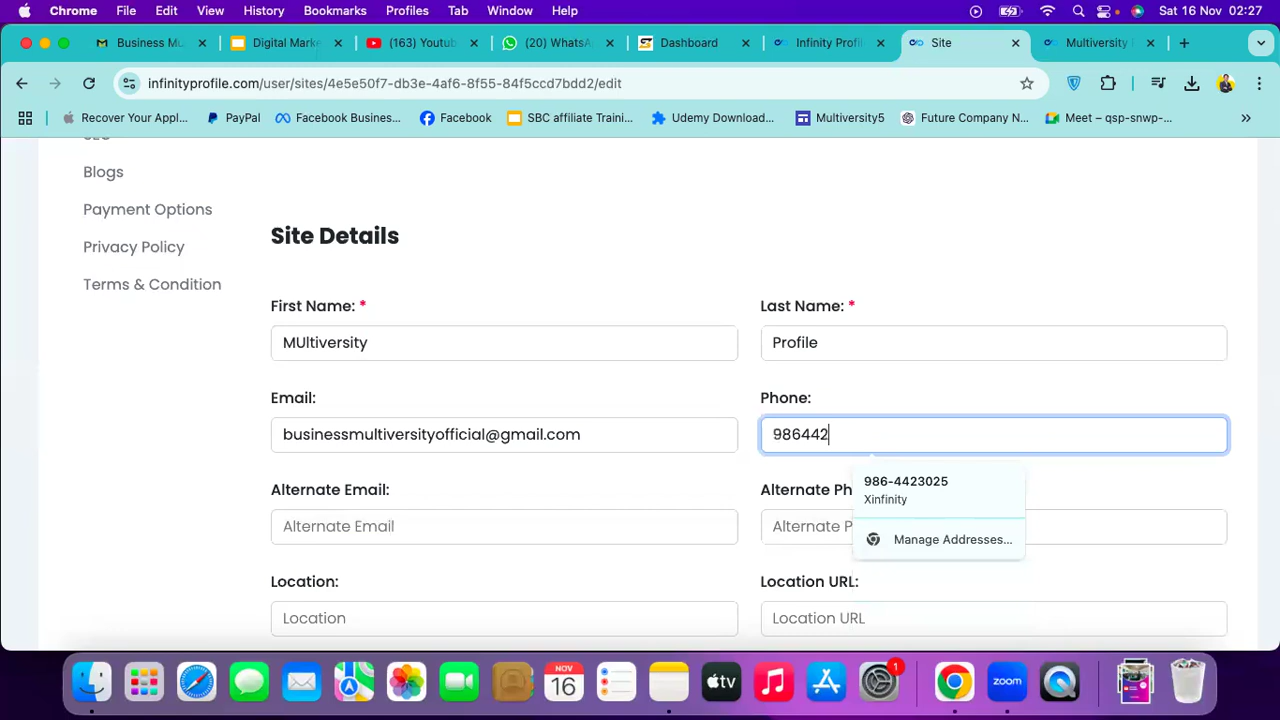 Chrome File Edit View History Bookmarks Profiles Tab Window Help Sat 16 Nov 02:27
Business Mu (163) Youtub (20) WhatsA Dashboard Infinity Profi Site Multiversity
Digital Marke
infinityprofile.com/user/sites/4e5e50f7-db3e-4af6-8f55-84f5ccd7bdd2/edit
Recover Your Appl... PayPal Facebook Busines... Facebook SBC affiliate Traini... Udemy Download... Multiversity5 Future Company N... Meet – qsp-snwp-...
Blogs
Payment Options
Privacy Policy
Terms & Condition
Site Details
First Name: * Last Name: *
MUltiversity Profile
Email: Phone:
businessmultiversityofficial@gmail.com 986442
986-4423025
Xinfinity
Manage Addresses...
Alternate Email: Alternate Ph
Alternate Email Alternate P
Location: Location URL:
Location Location URL
NOV
16
tv
1
zoom